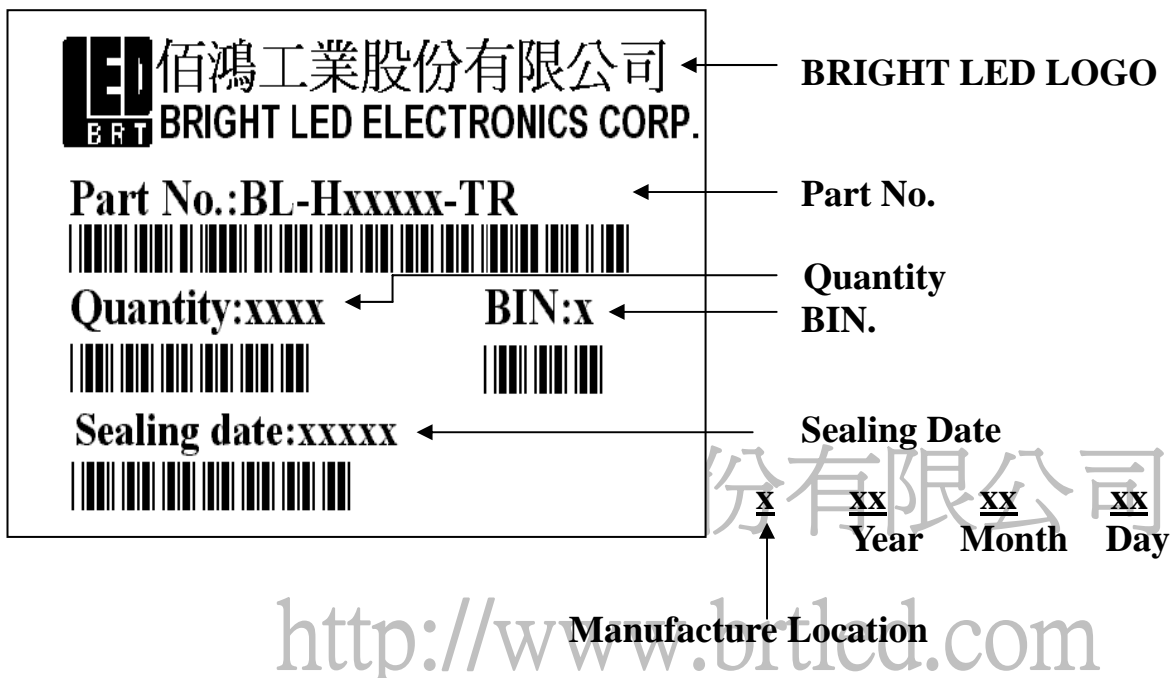 LED
BRT
佰鴻工業股份有限公司
BRIGHT LED ELECTRONICS CORP.
BRIGHT LED LOGO
Part No.:BL-Hxxxxx-TR
Part No.
Quantity:xxxx
BIN:x
Quantity
BIN.
Sealing date:xxxxx
Sealing Date
份有限公司
x xx xx xx
Year Month Day
Manufacture Location
http://www.brtled.com